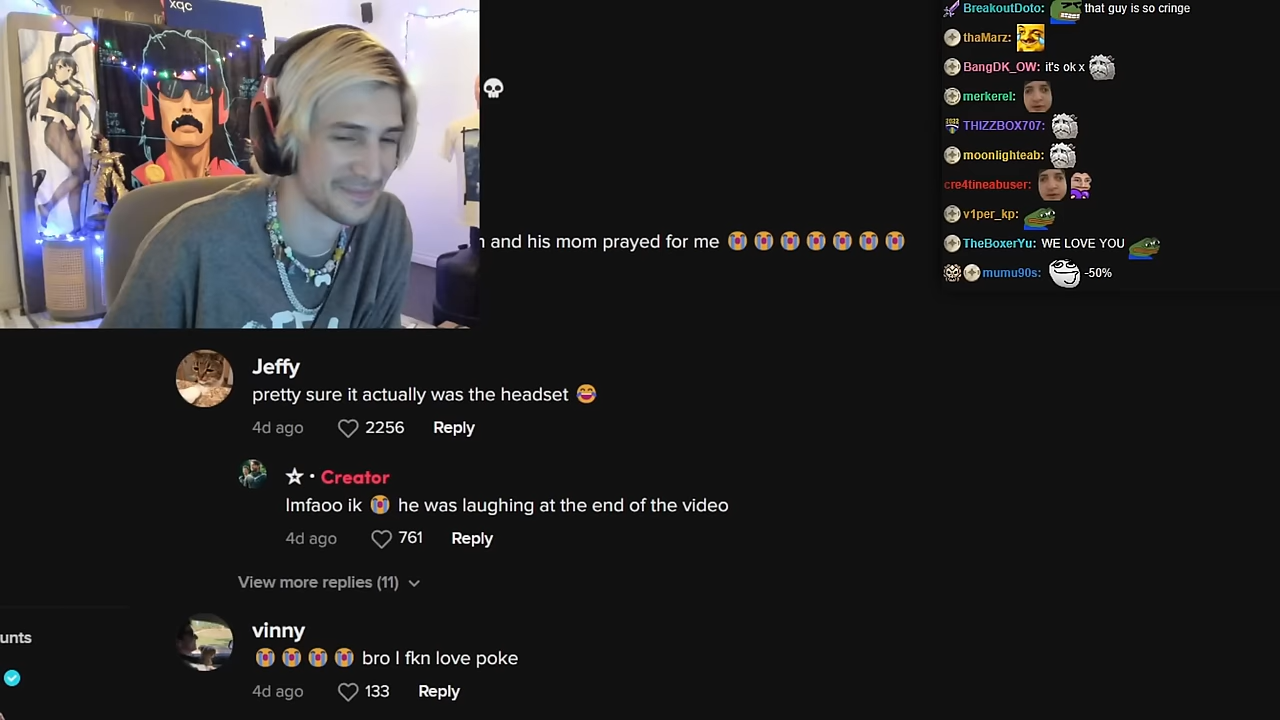 xqc
and his mom prayed for me 😭😭😭😭😭😭😭
Jeffy
pretty sure it actually was the headset 😂
4d ago 2256 Reply
☆ · Creator
lmfaoo ik 😭 he was laughing at the end of the video
4d ago 761 Reply
View more replies (11)
vinny
😭😭😭😭 bro I fkn love poke
4d ago 133 Reply
unts
BreakoutDoto: that guy is so cringe
thaMarz:
BangDK_OW: it's ok x
merkerel:
THIZZBOX707:
moonlighteab:
cre4tineabuser:
v1per_kp:
TheBoxerYu: WE LOVE YOU
mumu90s: -50%